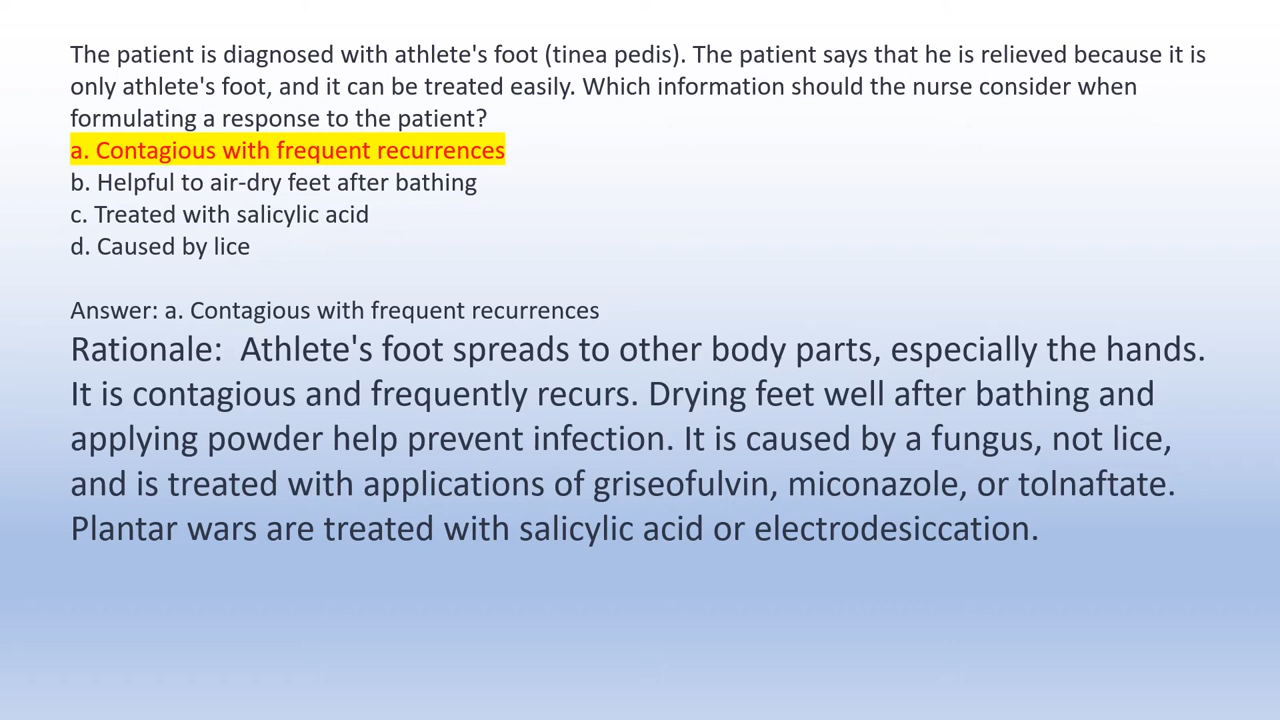 The patient is diagnosed with athlete's foot (tinea pedis). The patient says that he is relieved because it is
only athlete's foot, and it can be treated easily. Which information should the nurse consider when
formulating a response to the patient?
a. Contagious with frequent recurrences
b. Helpful to air-dry feet after bathing
c. Treated with salicylic acid
d. Caused by lice
Answer: a. Contagious with frequent recurrences
Rationale:  Athlete's foot spreads to other body parts, especially the hands.
It is contagious and frequently recurs. Drying feet well after bathing and
applying powder help prevent infection. It is caused by a fungus, not lice,
and is treated with applications of griseofulvin, miconazole, or tolnaftate.
Plantar wars are treated with salicylic acid or electrodesiccation.